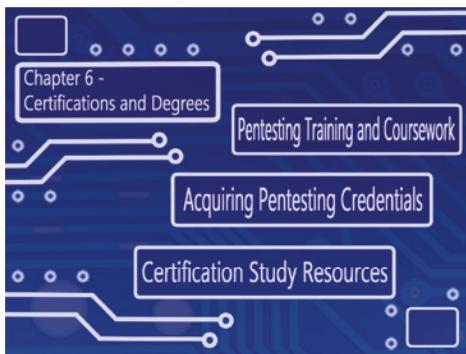 Chapter 6 -
Certifications and Degrees
Pentesting Training and Coursework
Acquiring Pentesting Credentials
Certification Study Resources